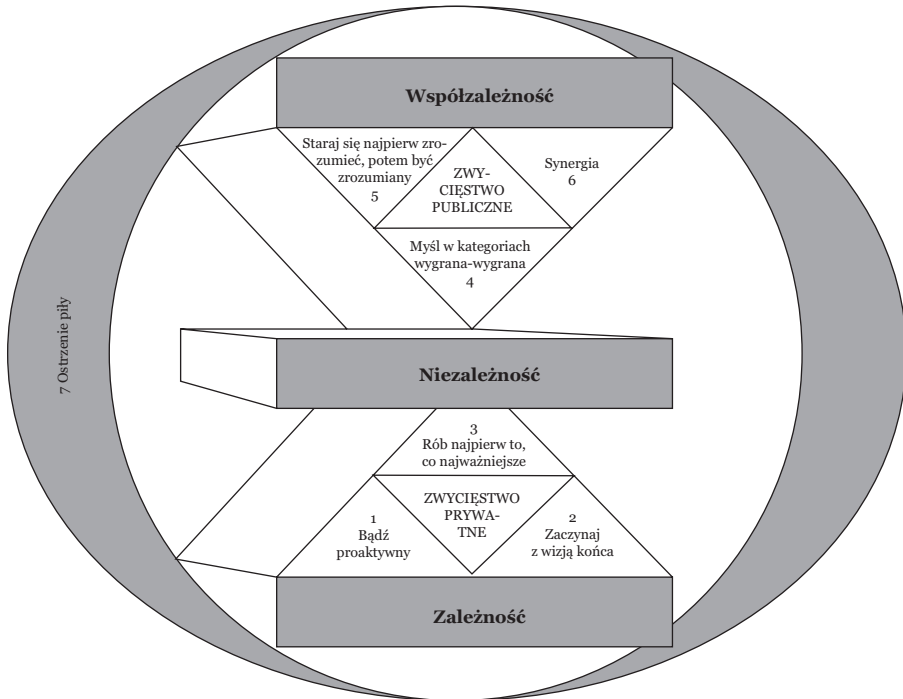 Współzależność
Staraj się najpierw zro-
zumieć, potem być
zrozumiany
5
ZWY-
CIĘSTWO
PUBLICZNE
Synergia
6
Myśl w kategoriach
wygrana-wygrana
4
7 Ostrzenie piły
Niezależność
3
Rób najpierw to,
co najważniejsze
ZWYCIĘSTWO
PRYWA-
TNE
1
Bądź
proaktywny
2
Zaczynaj
z wizją końca
Zależność